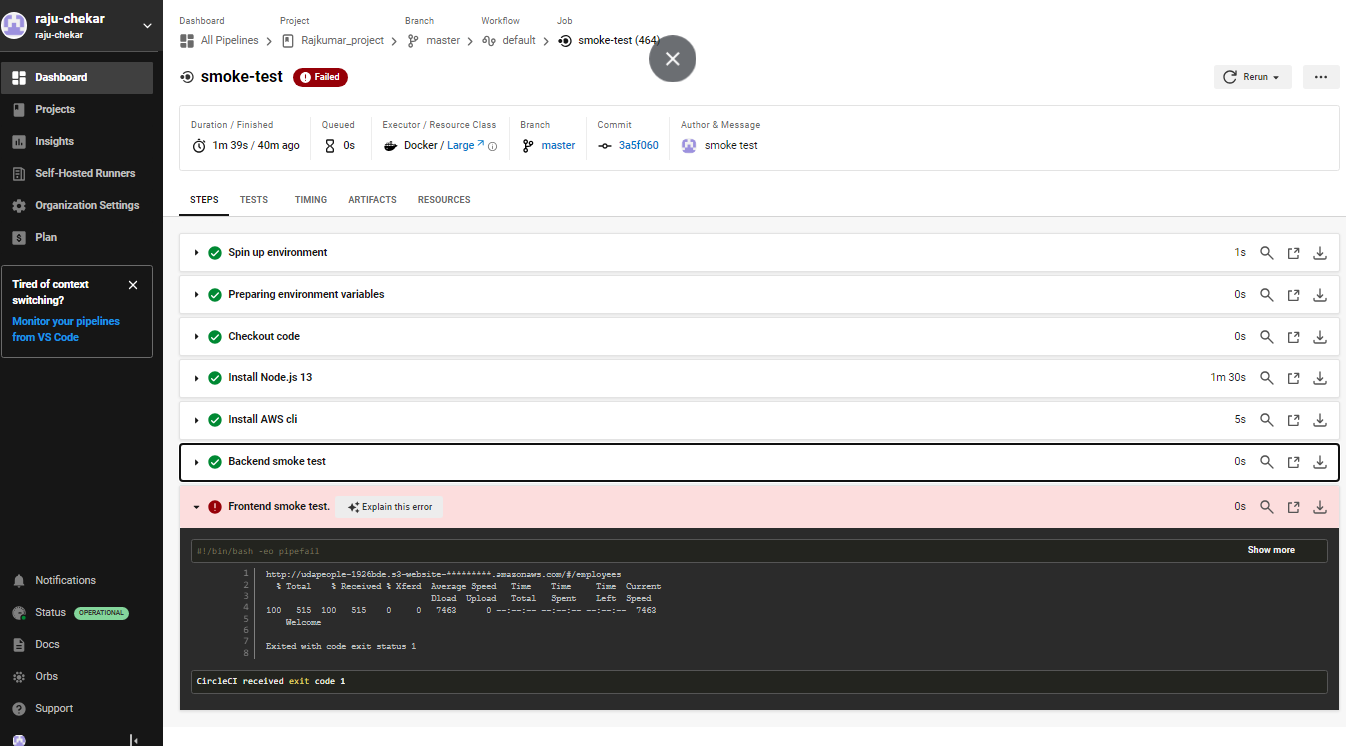 raju-chekar
raju-chekar
Dashboard
Projects
Insights
Self-Hosted Runners
Organization Settings
Plan
Tired of context
switching?
Monitor your pipelines
from VS Code
Notifications
Status OPERATIONAL
Docs
Orbs
Support
Dashboard Project Branch Workflow Job
All Pipelines Rajkumar_project master default smoke-test (464)
smoke-test Failed
Rerun
Duration / Finished Queued Executor / Resource Class Branch Commit Author & Message
1m 39s / 40m ago 0s Docker / Large master 3a5f060 smoke test
STEPS TESTS TIMING ARTIFACTS RESOURCES
Spin up environment 1s
Preparing environment variables 0s
Checkout code 0s
Install Node.js 13 1m 30s
Install AWS cli 5s
Backend smoke test 0s
Frontend smoke test. Explain this error 0s
#!/bin/bash -eo pipefail Show more
1 http://udapeople-1926bde.s3-website-*********.amazonaws.com/#/employees
2 % Total % Received % Xferd Average Speed Time Time Time Current
3 Dload Upload Total Spent Left Speed
4 100 515 100 515 0 0 7463 0 --:--:-- --:--:-- --:--:-- 7463
5 Welcome
6
7 Exited with code exit status 1
8
CircleCI received exit code 1